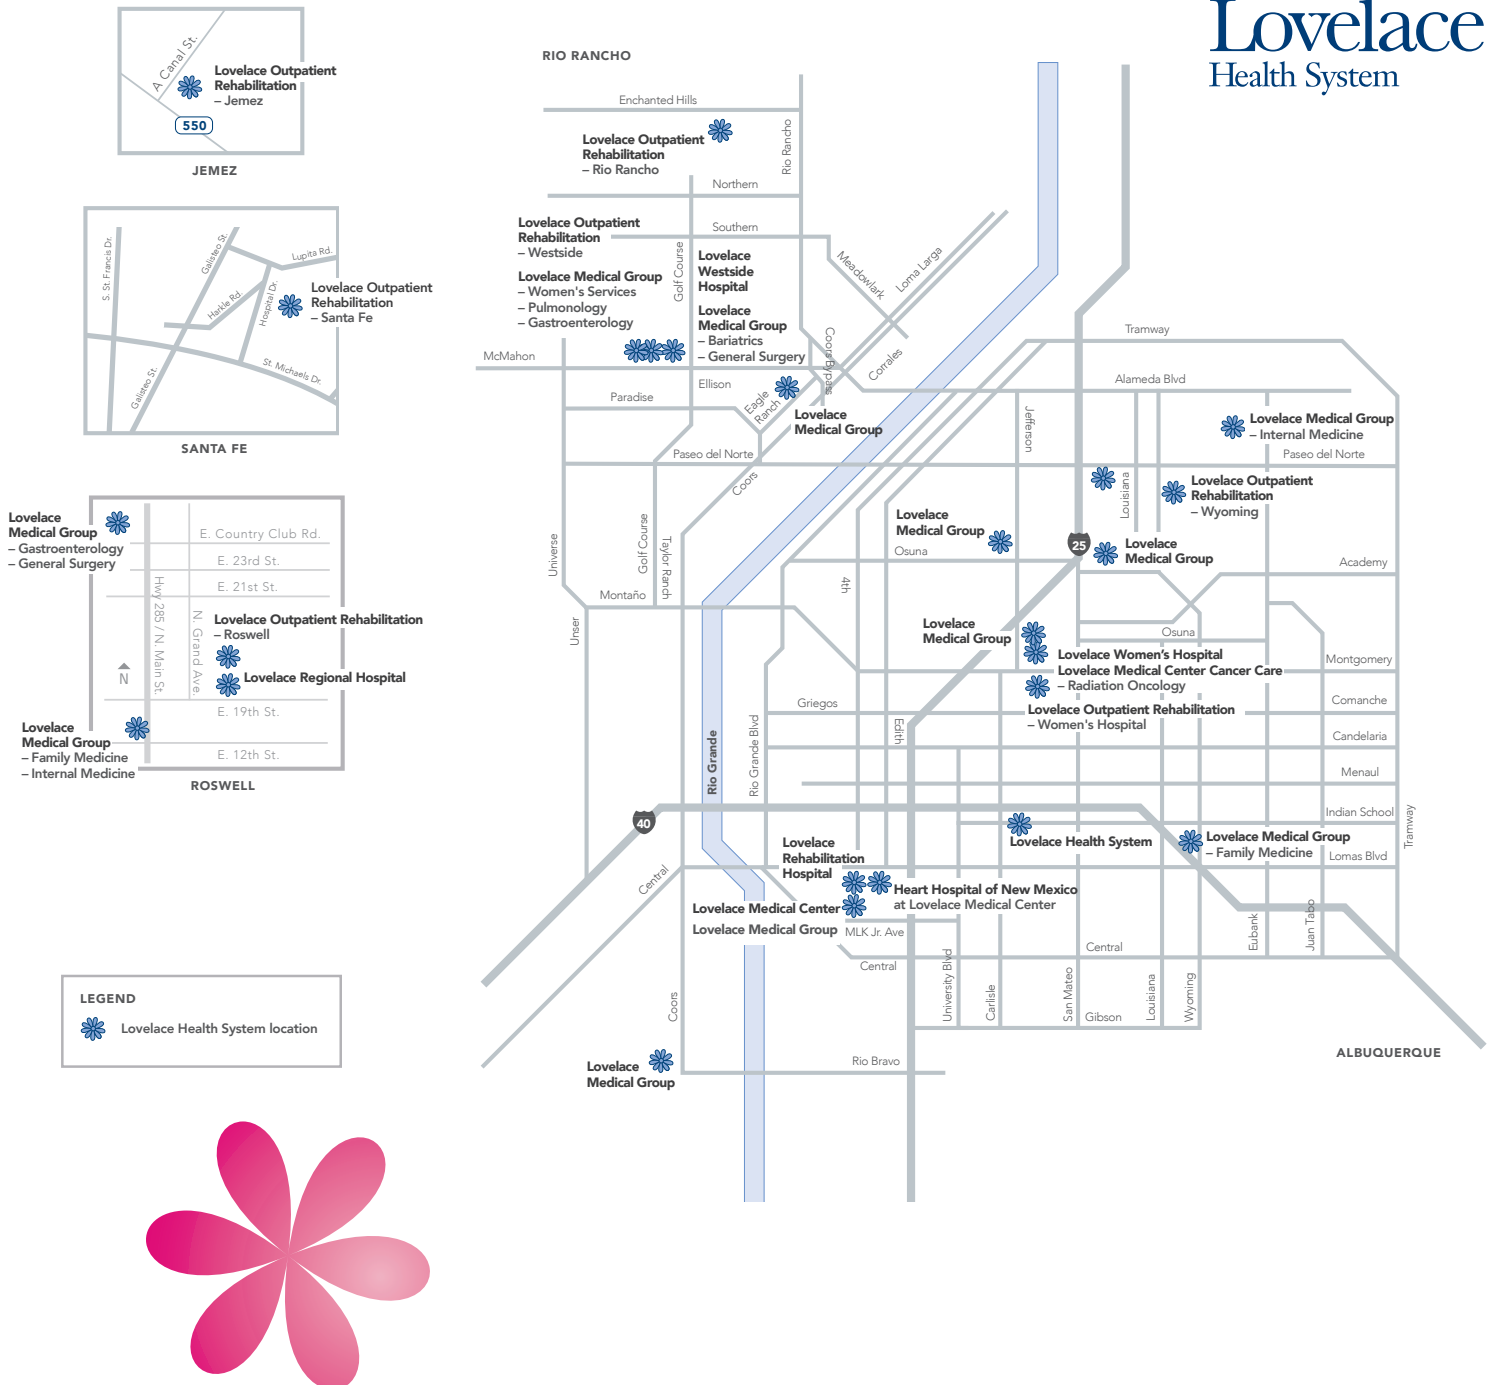 Lovelace
Health System
A Canal St.
Lovelace Outpatient
Rehabilitation
– Jemez
550
JEMEZ
S. St. Francis Dr.
Galisteo St.
Lupita Rd.
Harkle Rd.
Hospital Dr.
Lovelace Outpatient
Rehabilitation
– Santa Fe
Galisteo St.
St. Michaels Dr.
SANTA FE
Lovelace
Medical Group
– Gastroenterology
– General Surgery
E. Country Club Rd.
E. 23rd St.
E. 21st St.
Hwy 285 / N. Main St.
N. Grand Ave.
Lovelace Outpatient Rehabilitation
– Roswell
N
Lovelace Regional Hospital
E. 19th St.
Lovelace
Medical Group
– Family Medicine
– Internal Medicine
E. 12th St.
ROSWELL
LEGEND
Lovelace Health System location
RIO RANCHO
Enchanted Hills
Rio Rancho
Lovelace Outpatient
Rehabilitation
– Rio Rancho
Northern
Southern
Lovelace Outpatient
Rehabilitation
– Westside
Lovelace Medical Group
– Women's Services
– Pulmonology
– Gastroenterology
Golf Course
Lovelace
Westside
Hospital
Lovelace
Medical Group
– Bariatrics
– General Surgery
Meadowlark
Loma Larga
Coors Bypass
Corrales
McMahon
Ellison
Paradise
Eagle
Ranch
Lovelace
Medical Group
Paseo del Norte
Coors
Universe
Golf Course
Taylor Ranch
Montaño
Unser
Tramway
Alameda Blvd
Jefferson
Lovelace Medical Group
– Internal Medicine
Paseo del Norte
Louisiana
Lovelace Outpatient
Rehabilitation
– Wyoming
Lovelace
Medical Group
Osuna
25
Lovelace
Medical Group
Academy
4th
Lovelace
Medical Group
Osuna
Lovelace Women's Hospital
Lovelace Medical Center Cancer Care
– Radiation Oncology
Montgomery
Lovelace Outpatient Rehabilitation
– Women's Hospital
Griegos
Comanche
Edith
Candelaria
Rio Grande
Rio Grande Blvd
Menaul
Indian School
Tramway
40
Lovelace Health System
Lovelace Medical Group
– Family Medicine
Lomas Blvd
Lovelace
Rehabilitation
Hospital
Central
Heart Hospital of New Mexico
at Lovelace Medical Center
Lovelace Medical Center
Lovelace Medical Group
MLK Jr. Ave
Central
Central
University Blvd
Carlisle
San Mateo
Louisiana
Wyoming
Eubank
Juan Tabo
Gibson
Coors
Rio Bravo
Lovelace
Medical Group
ALBUQUERQUE